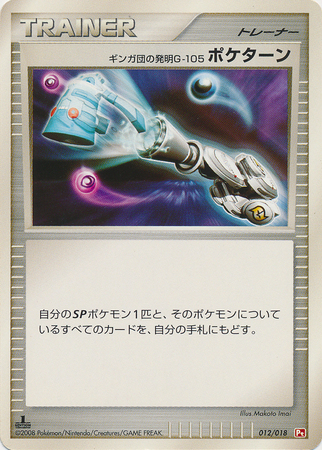 TRAINER
トレーナー
ギンガ団の発明G-105 ポケターン
自分のSPポケモン1匹と、そのポケモンについて
いるすべてのカードを、自分の手札にもどす。
Illus. Makoto Imai
1
©2008 Pokémon/Nintendo/Creatures/GAME FREAK.
012/018